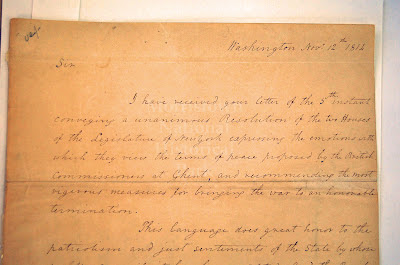 Washington Nov. 12th 1814
Sir
I have received your letter of the 5th instant
conveying a unanimous Resolution of the two Houses
of the Legislature of New York expressing the emotions with
which they view the terms of peace proposed by the British
commissioners at Ghent, and recommending the most
vigorous measures for bringing the war to an honorable
termination.
This language does great honor to the
patriotism and just sentiments of the State by whose